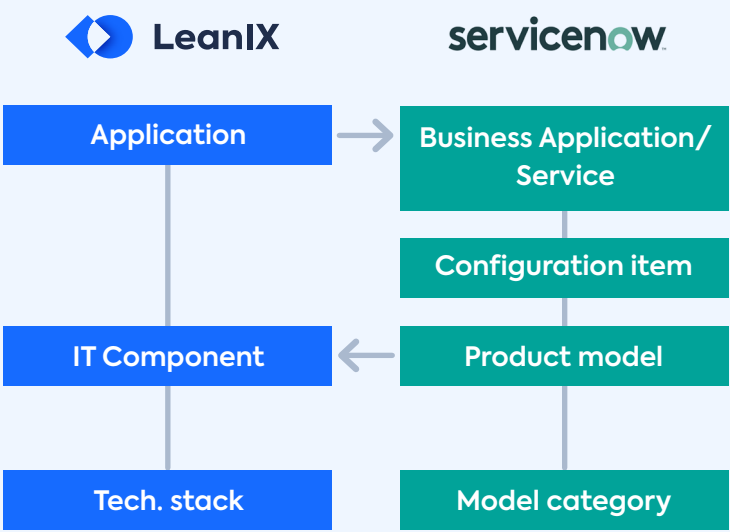 LeanIX
servicenow
Application
Business Application/
Service
Configuration item
IT Component
Product model
Tech. stack
Model category